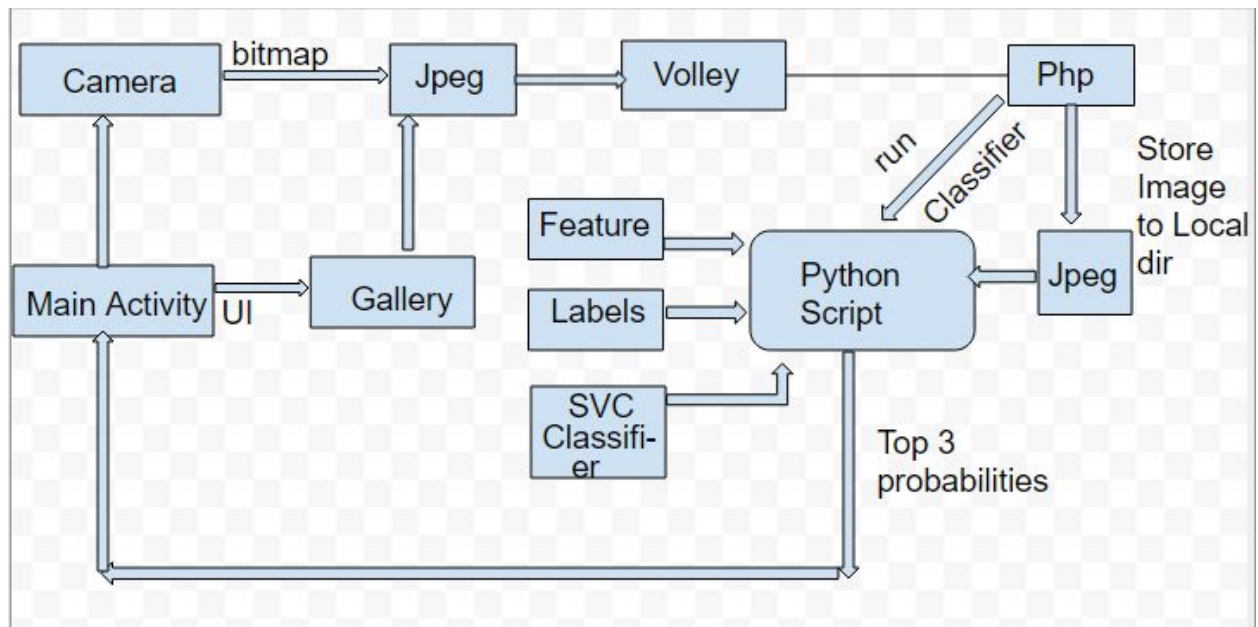 Camera
bitmap
Jpeg
Volley
Php
run
Classifier
Store
Image
to Local
dir
Main Activity
UI
Gallery
Feature
Labels
SVC
Classifi-
er
Python
Script
Jpeg
Top 3
probabilities